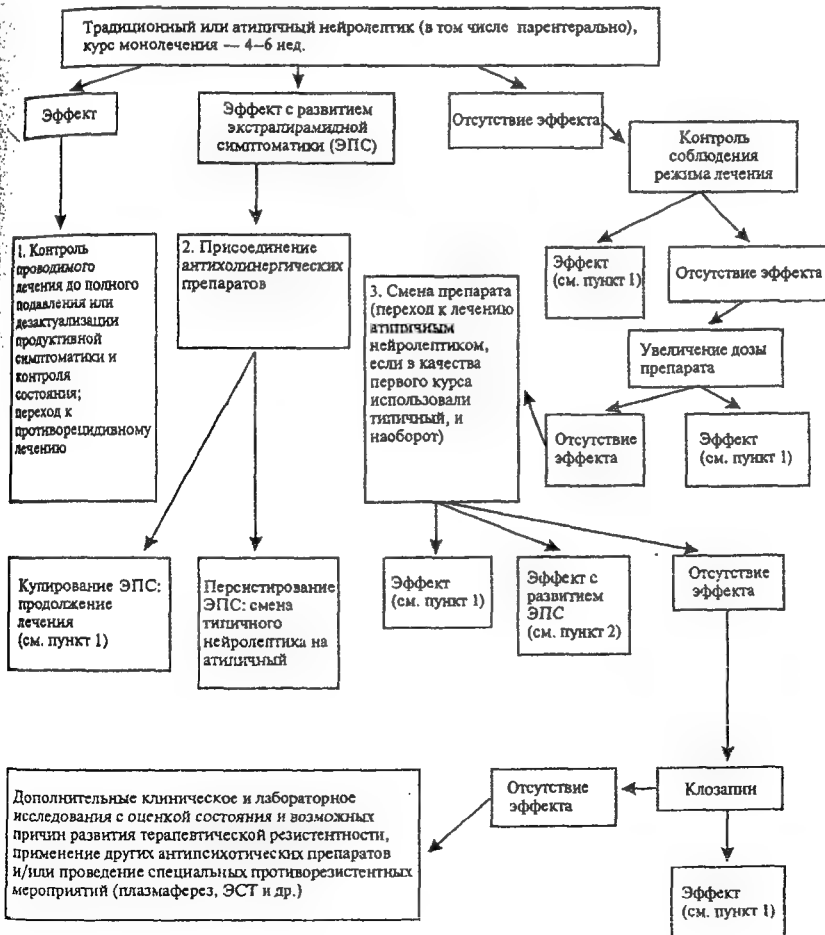 Традиционный или атипичный нейролептик (в том числе парентерально),
курс монолечения — 4–6 нед.
Эффект
Эффект с развитием
экстрапирамидной
симптоматики (ЭПС)
Отсутствие эффекта
Контроль
соблюдения
режима лечения
1. Контроль
проводимого
лечения до полного
подавления или
дезактуализации
продуктивной
симптоматики и
контроля
состояния;
переход к
противорецидивному
лечению
2. Присоединение
антихолинергических
препаратов
3. Смена препарата
(переход к лечению
атипичным
нейролептиком,
если в качества
первого курса
использовали
типичный, и
наоборот)
Эффект
(см. пункт 1)
Отсутствие эффекта
Увеличение дозы
препарата
Отсутствие
эффекта
Эффект
(см. пункт 1)
Купирование ЭПС:
продолжение
лечения
(см. пункт 1)
Персистирование
ЭПС: смена
типичного
нейролептика на
атипичный
Эффект
(см. пункт 1)
Эффект с
развитием
ЭПС
(см. пункт 2)
Отсутствие
эффекта
Клозапин
Отсутствие
эффекта
Дополнительные клиническое и лабораторное
исследования с оценкой состояния и возможных
причин развития терапевтической резистентности,
применение других антипсихотических препаратов
и/или проведение специальных противорезистентных
мероприятий (плазмаферез, ЭСТ и др.)
Эффект
(см. пункт 1)